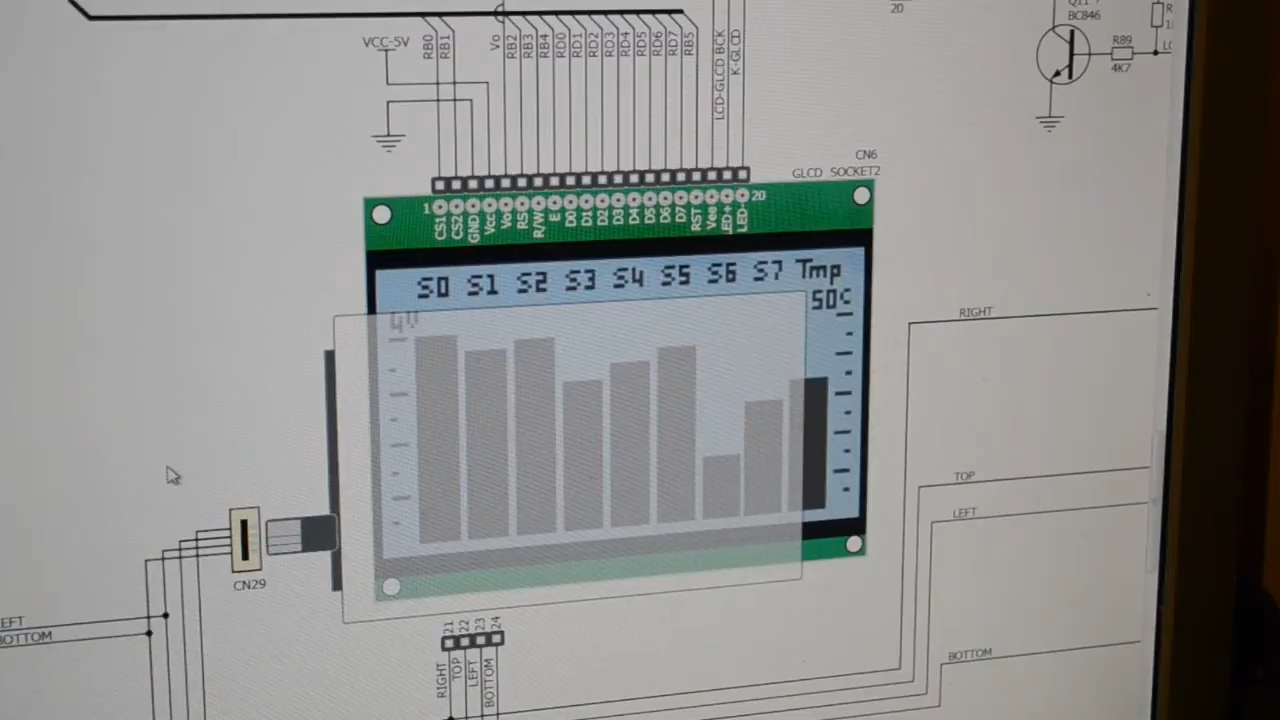 20
Q11
BC846
R89
4K7
VCC-5V
RB0
RB1
Vo
RB2
RB3
RB4
RD0
RD1
RD2
RD3
RD4
RD5
RD6
RD7
RB5
LCD-GLCD BCK
K-GLCD
CN6
GLCD SOCKET2
1
20
CS1
CS2
GND
Vcc
Vo
RS
R/W
E
D0
D1
D2
D3
D4
D5
D6
D7
RST
Vee
LED+
LED-
S0 S1 S2 S3 S4 S5 S6 S7 Tmp
4V
50C
RIGHT
TOP
LEFT
BOTTOM
CN29
EFT
BOTTOM
21
22
23
24
RIGHT
TOP
LEFT
BOTTOM